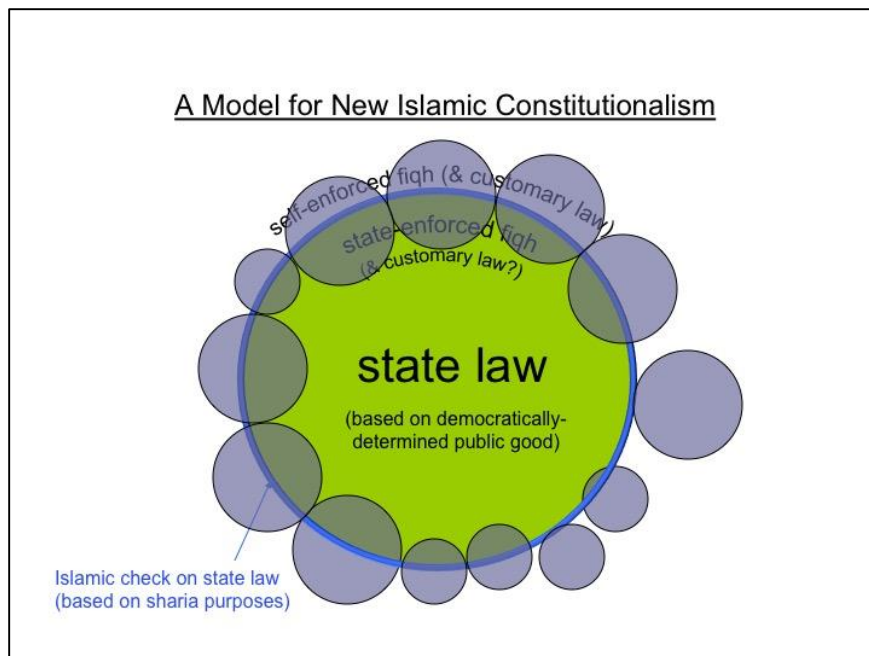 A Model for New Islamic Constitutionalism
self-enforced fiqh (& customary law)
state-enforced fiqh
(& customary law?)
state law
(based on democratically-
determined public good)
Islamic check on state law
(based on sharia purposes)